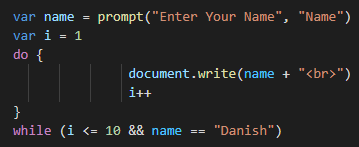 var name = prompt("Enter Your Name", "Name")
var i = 1
do {
document.write(name + "<br>")
i++
}
while (i <= 10 && name == "Danish")